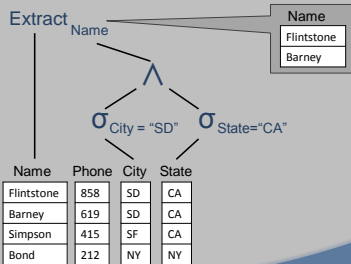 Extract Name
Name
Flintstone
Barney
∧
σ City = “SD” σ State=“CA”
Name Phone City State
Flintstone 858 SD CA
Barney 619 SD CA
Simpson 415 SF CA
Bond 212 NY NY